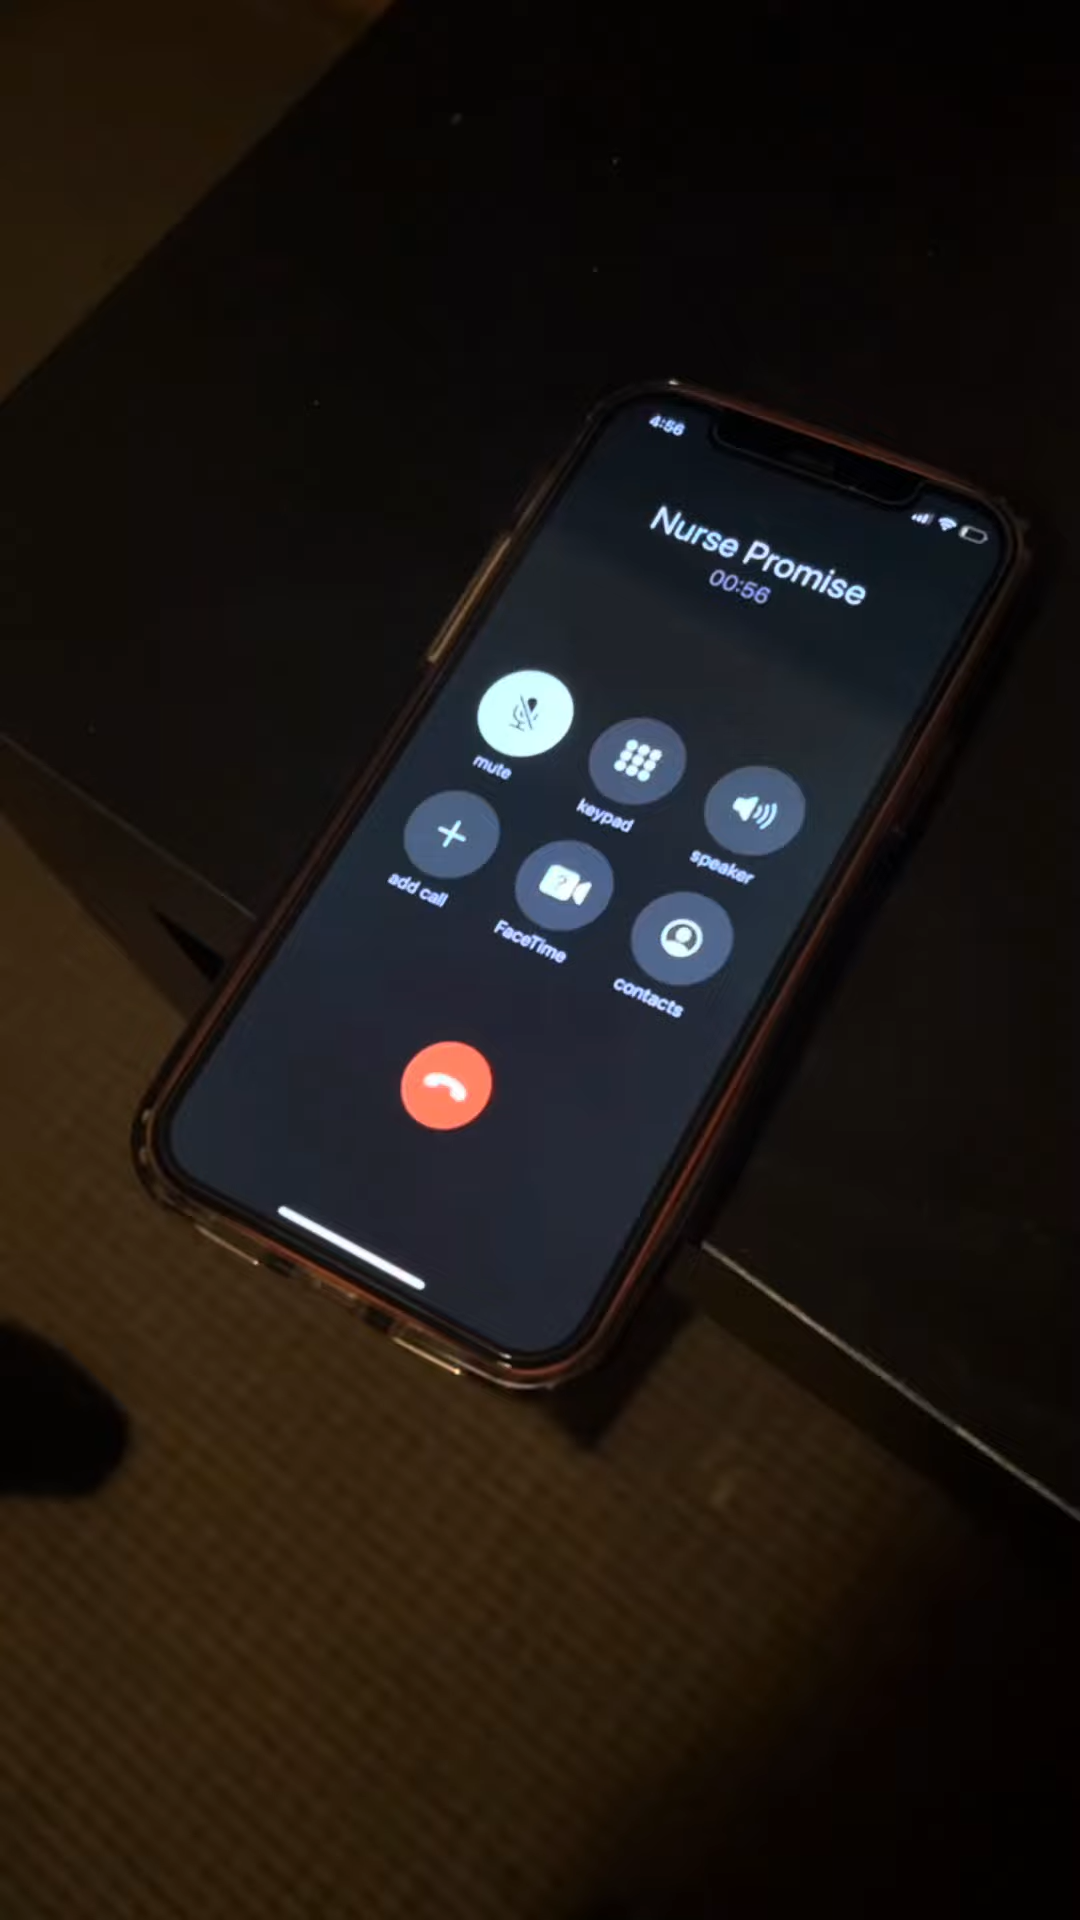 4:56
Nurse Promise
00:56
mute
keypad
speaker
add call
FaceTime
contacts